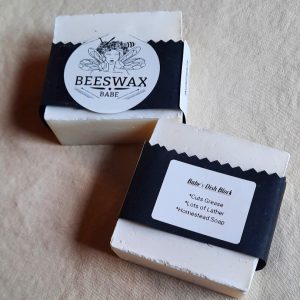 BEESWAX
BABE
Babe's Dish Block
*Cuts Grease
*Lots of Lather
*Homestead Soap